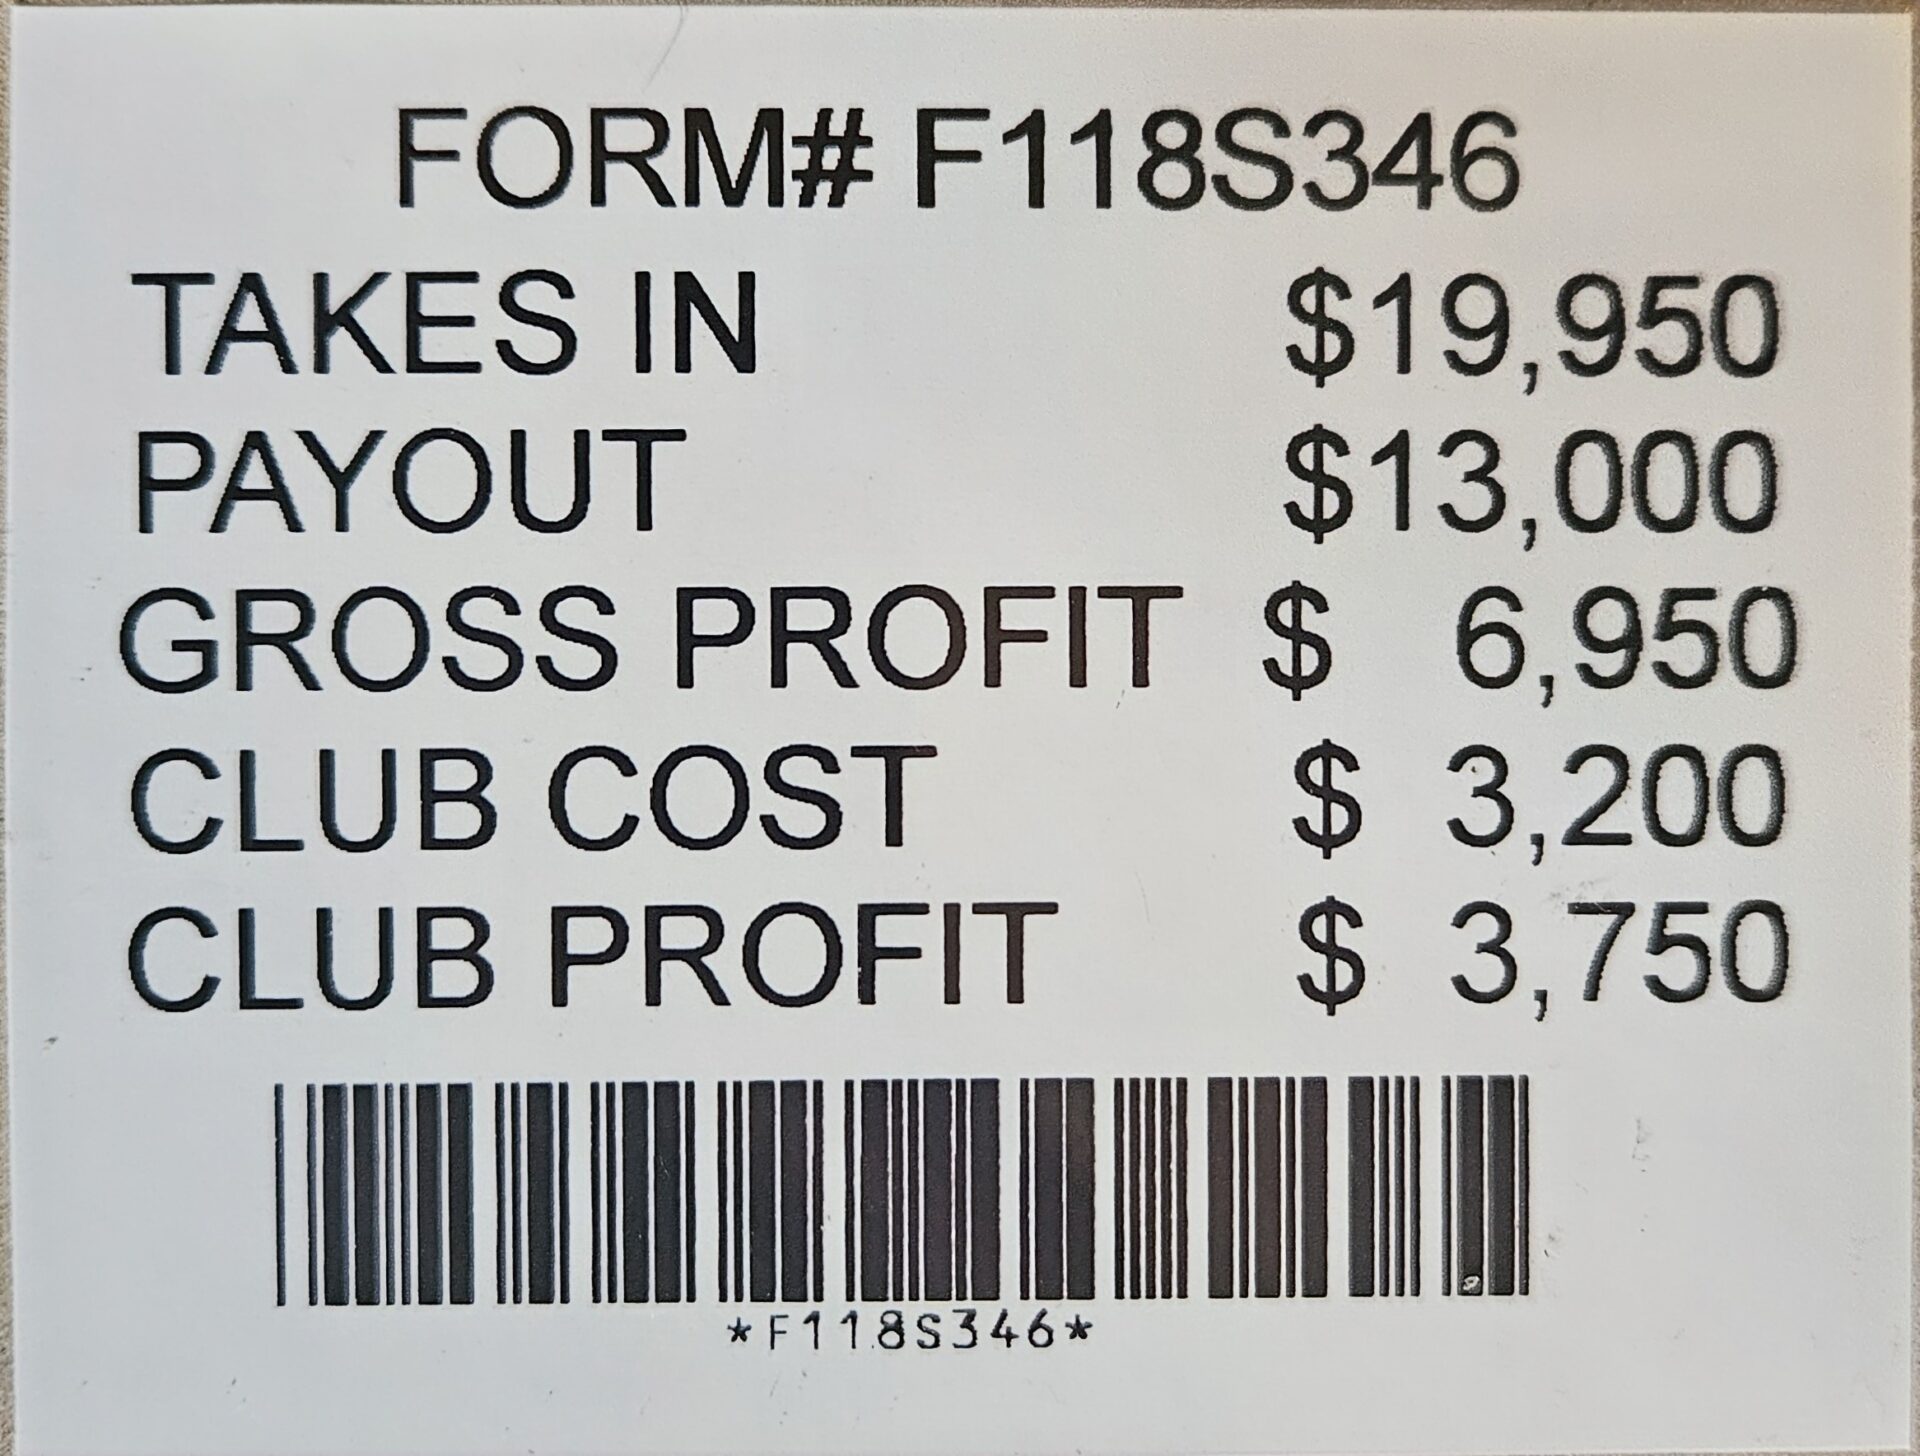 FORM# F118S346
TAKES IN $19,950
PAYOUT $13,000
GROSS PROFIT $ 6,950
CLUB COST $ 3,200
CLUB PROFIT $ 3,750
*F118S346*